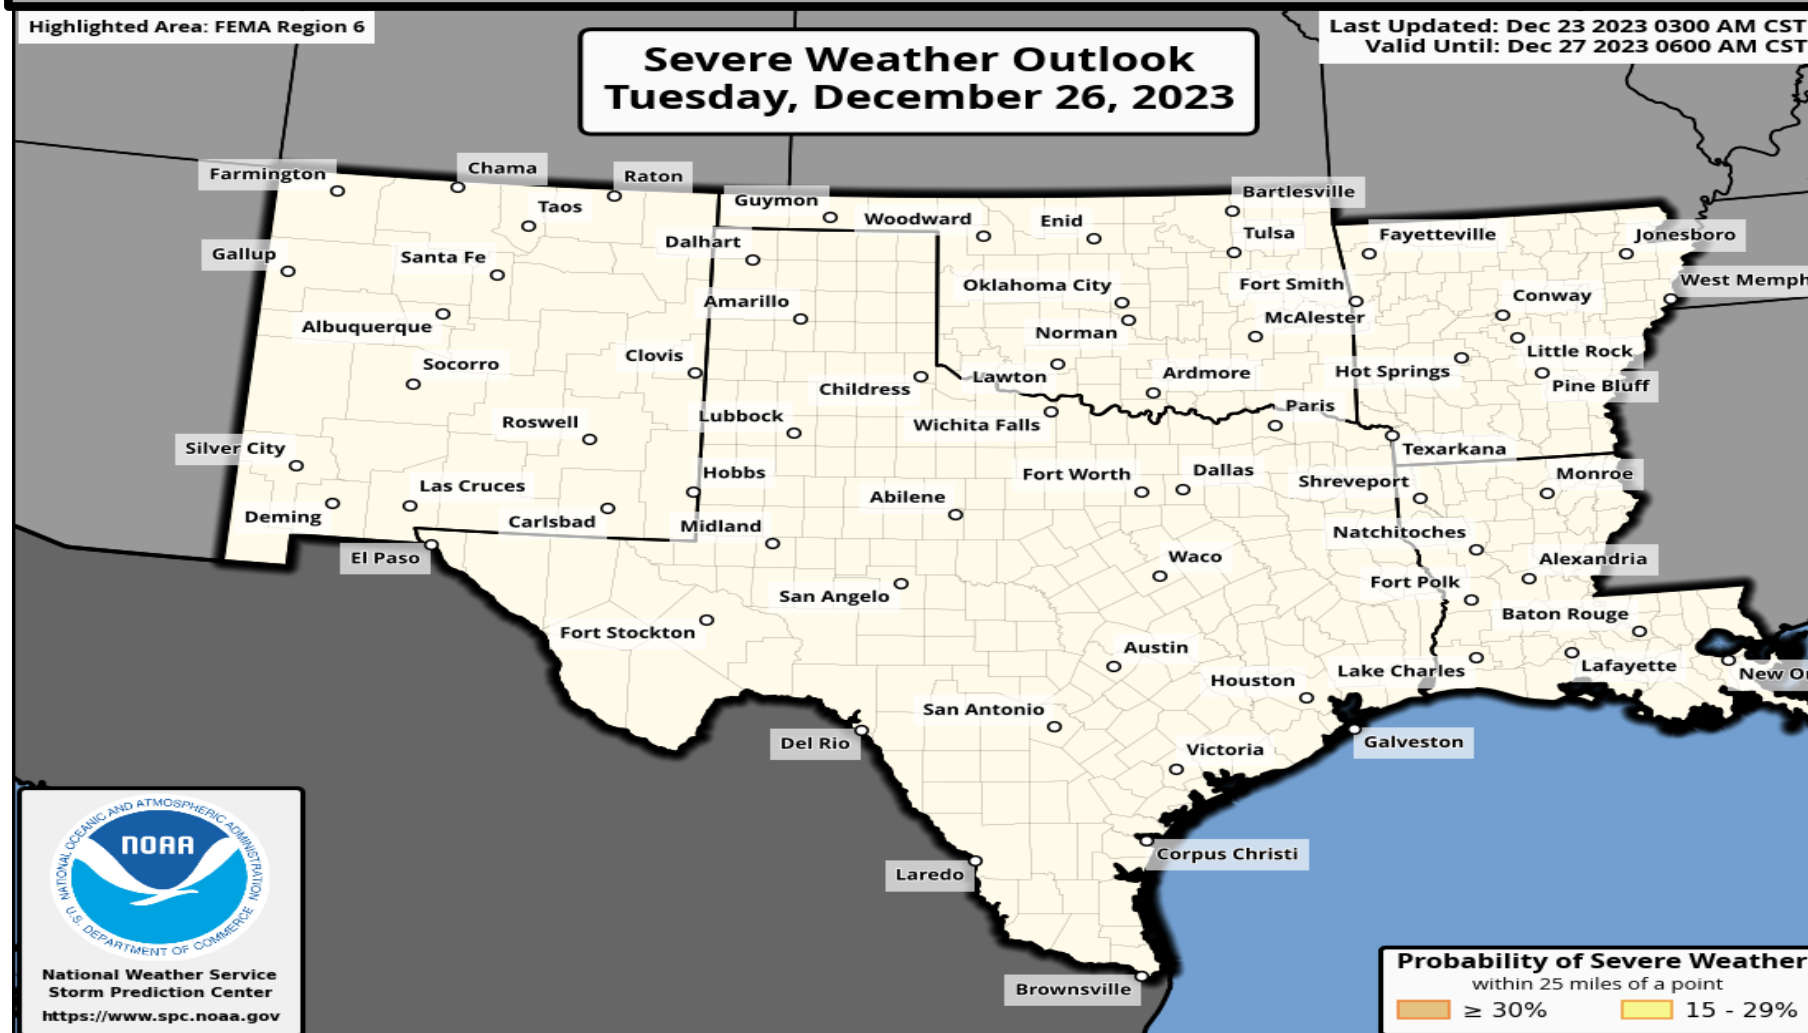 Highlighted Area: FEMA Region 6
Last Updated: Dec 23 2023 0300 AM CST
Valid Until: Dec 27 2023 0600 AM CST
Severe Weather Outlook
Tuesday, December 26, 2023
Farmington
Chama
Raton
Taos
Guymon
Woodward
Enid
Bartlesville
Gallup
Santa Fe
Dalhart
Tulsa
Fayetteville
Jonesboro
Albuquerque
Amarillo
Oklahoma City
Norman
Fort Smith
McAlester
Conway
West Memph
Socorro
Clovis
Childress
Lawton
Ardmore
Hot Springs
Little Rock
Pine Bluff
Roswell
Lubbock
Wichita Falls
Paris
Texarkana
Silver City
Hobbs
Fort Worth
Dallas
Shreveport
Monroe
Las Cruces
Deming
Carlsbad
Midland
Abilene
Natchitoches
El Paso
San Angelo
Waco
Fort Polk
Alexandria
Fort Stockton
Austin
Baton Rouge
Houston
Lake Charles
Lafayette
New Or
San Antonio
Del Rio
Victoria
Galveston
Laredo
Corpus Christi
Brownsville
NATIONAL OCEANIC AND ATMOSPHERIC ADMINISTRATION
NOAA
U.S. DEPARTMENT OF COMMERCE
National Weather Service
Storm Prediction Center
https://www.spc.noaa.gov
Probability of Severe Weather
within 25 miles of a point
≥ 30% 15 - 29%